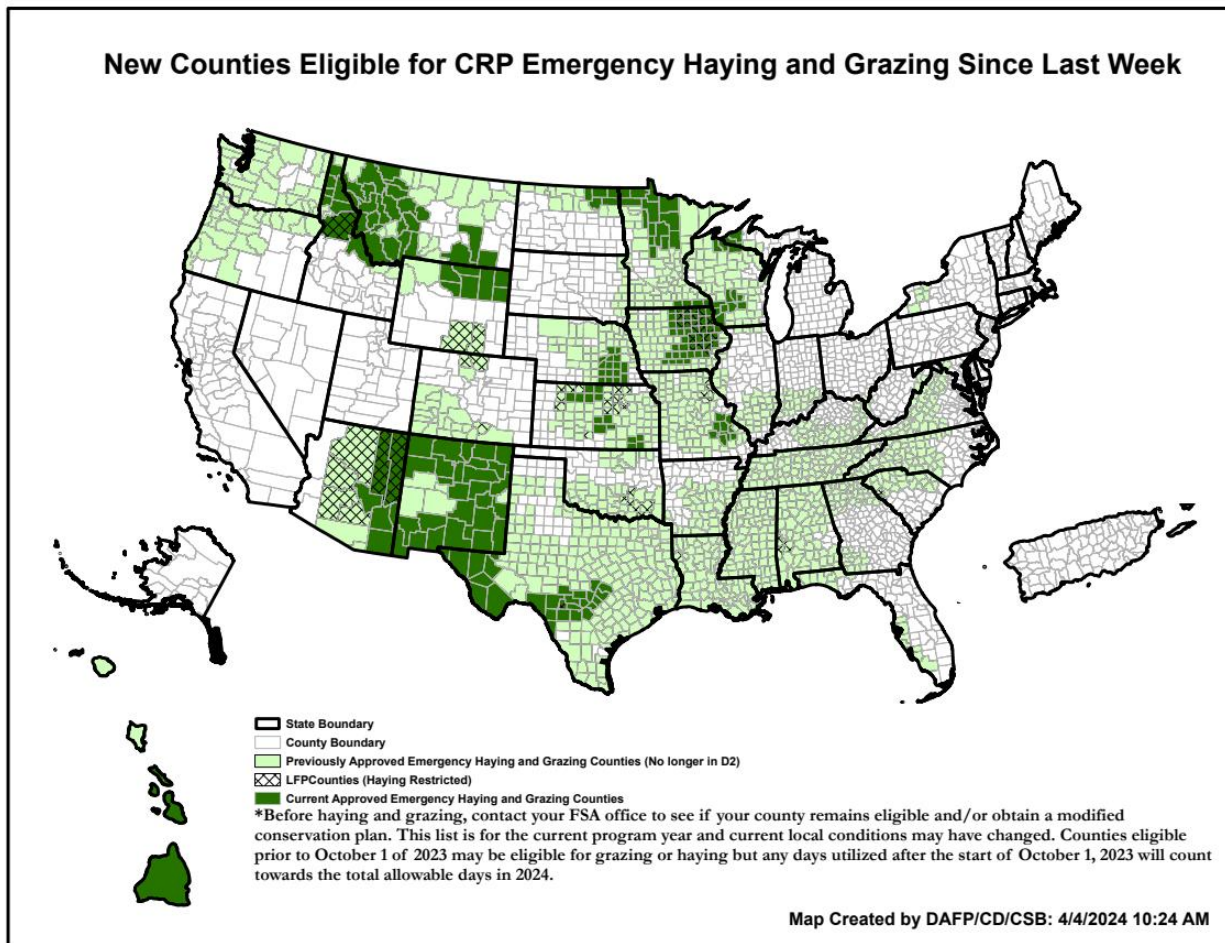 New Counties Eligible for CRP Emergency Haying and Grazing Since Last Week
State Boundary
County Boundary
Previously Approved Emergency Haying and Grazing Counties (No longer in D2)
LFPCounties (Haying Restricted)
Current Approved Emergency Haying and Grazing Counties
*Before haying and grazing, contact your FSA office to see if your county remains eligible and/or obtain a modified
conservation plan. This list is for the current program year and current local conditions may have changed. Counties eligible
prior to October 1 of 2023 may be eligible for grazing or haying but any days utilized after the start of October 1, 2023 will count
towards the total allowable days in 2024.
Map Created by DAFP/CD/CSB: 4/4/2024 10:24 AM